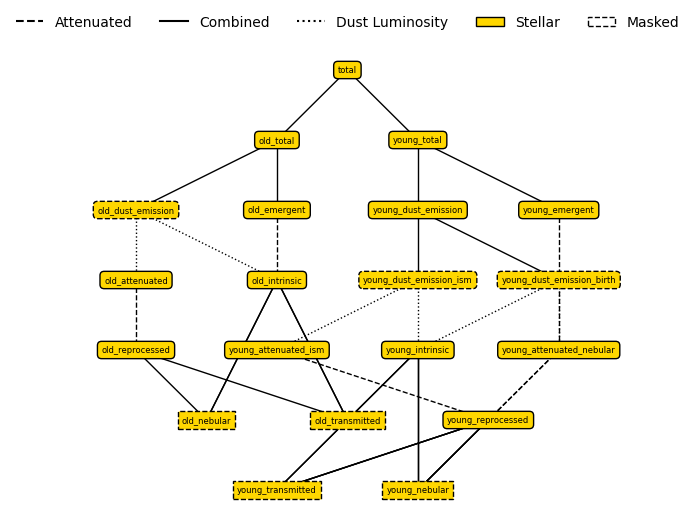 Attenuated Combined Dust Luminosity Stellar Masked
total
old_total young_total
old_dust_emission old_emergent young_dust_emission young_emergent
old_attenuated old_intrinsic young_dust_emission_ism young_dust_emission_birth
old_reprocessed young_attenuated_ism young_intrinsic young_attenuated_nebular
old_nebular old_transmitted young_reprocessed
young_transmitted young_nebular